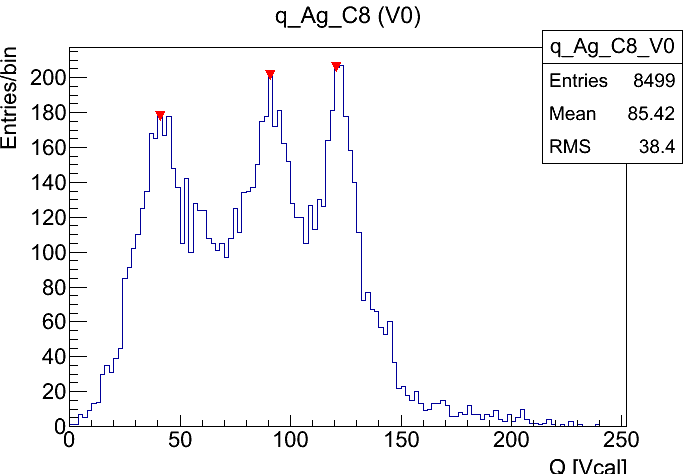 q_Ag_C8 (V0)
q_Ag_C8_V0
Entries 8499
Mean 85.42
RMS 38.4
Entries/bin
200
180
160
140
120
100
80
60
40
20
0
0 50 100 150 200 250
Q [Vcal]